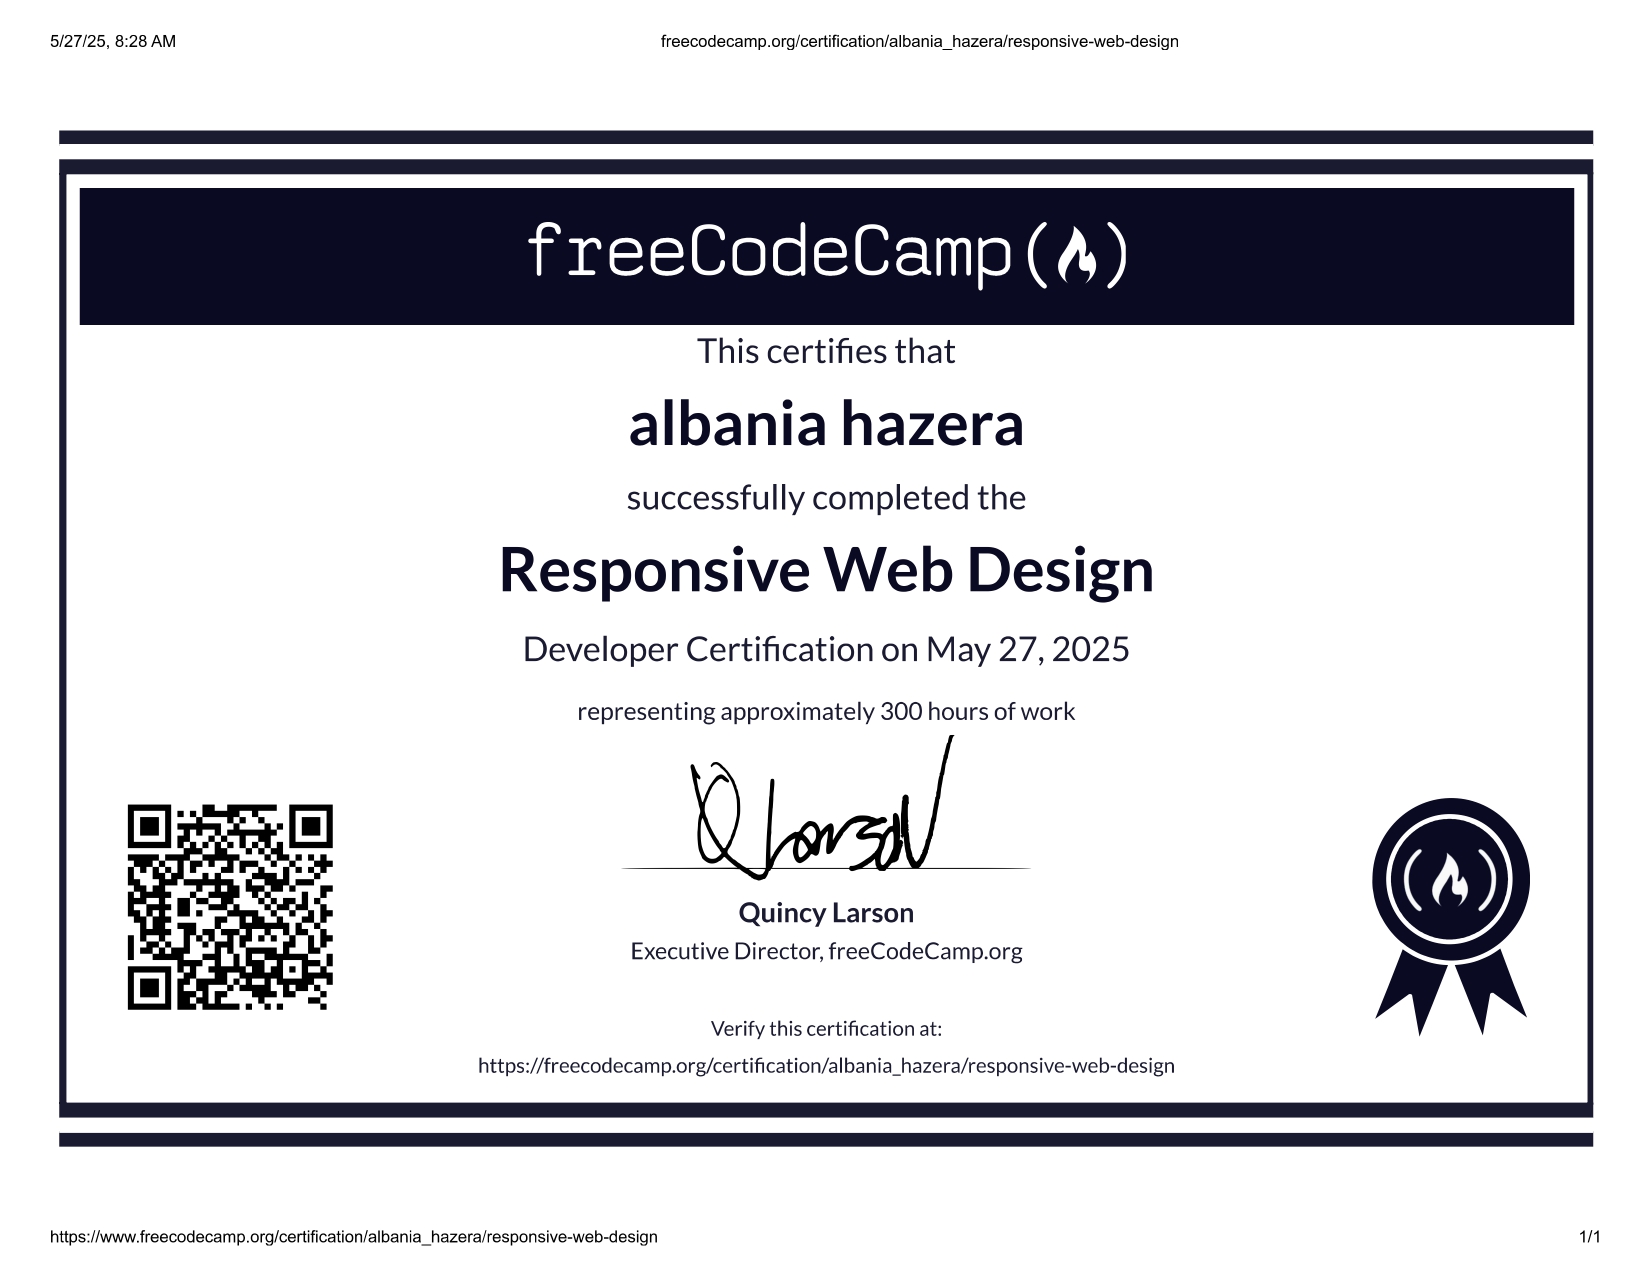 5/27/25, 8:28 AM
freecodecamp.org/certification/albania_hazera/responsive-web-design
freeCodeCamp
This certifies that
albania hazera
successfully completed the
Responsive Web Design
Developer Certification on May 27, 2025
representing approximately 300 hours of work
Q Larson
Quincy Larson
Executive Director, freeCodeCamp.org
Verify this certification at:
https://freecodecamp.org/certification/albania_hazera/responsive-web-design
https://www.freecodecamp.org/certification/albania_hazera/responsive-web-design
1/1